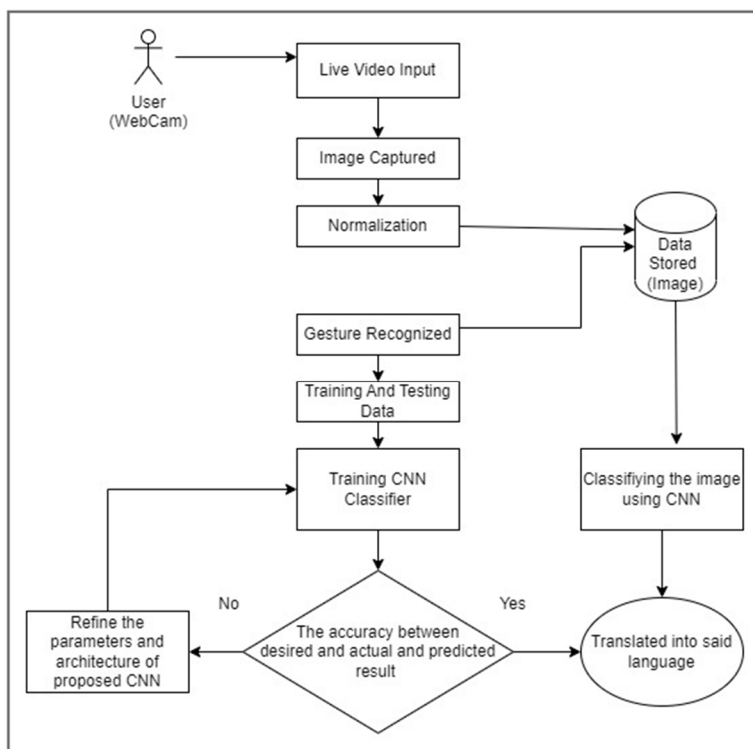 Live Video Input
User
(WebCam)
Image Captured
Normalization
Data
Stored
(Image)
Gesture Recognized
Training And Testing
Data
Training CNN
Classifier
Classifiying the image
using CNN
No
Yes
Refine the
parameters and
architecture of
proposed CNN
The accuracy between
desired and actual and predicted
result
Translated into said
language